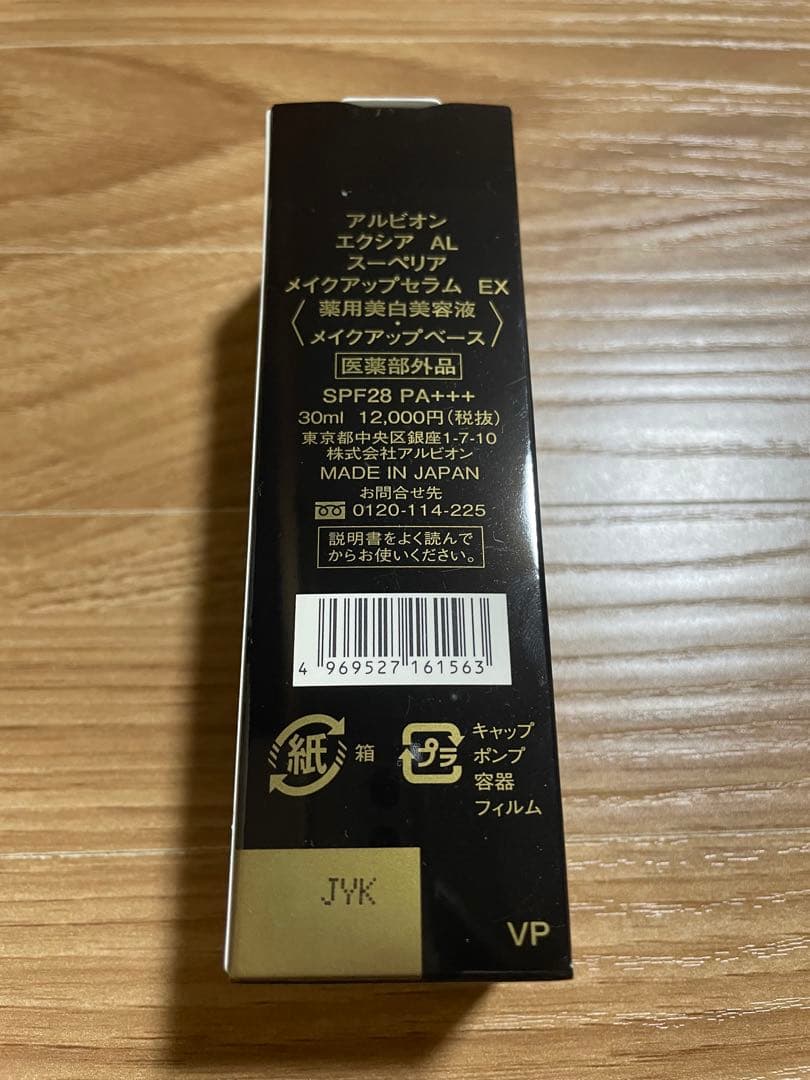 アルビオン
エクシア AL
スーペリア
メイクアップセラム EX
〈薬用美白美容液・メイクアップベース〉
医薬部外品
SPF28 PA+++
30ml 12,000円(税抜)
東京都中央区銀座1-7-10
株式会社アルビオン
MADE IN JAPAN
お問合せ先
0120-114-225
説明書をよく読んで
からお使いください。
4 969527 161563
紙 箱
プラ
キャップ
ポンプ
容器
フィルム
JYK
VP